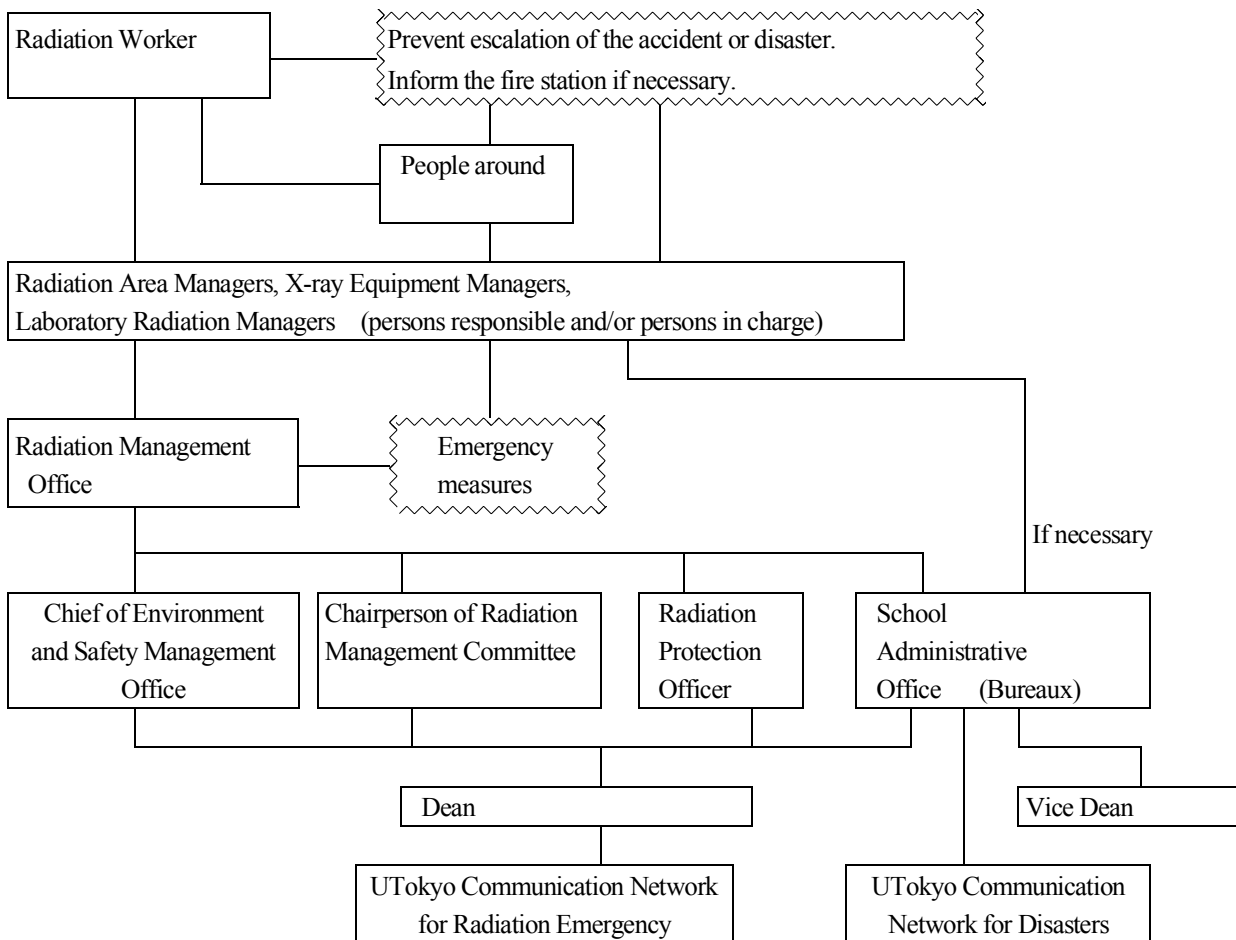 Radiation Worker
Prevent escalation of the accident or disaster.
Inform the fire station if necessary.
People around
Radiation Area Managers, X-ray Equipment Managers,
Laboratory Radiation Managers (persons responsible and/or persons in charge)
Radiation Management
Office
Emergency
measures
If necessary
Chief of Environment
and Safety Management
Office
Chairperson of Radiation
Management Committee
Radiation
Protection
Officer
School
Administrative
Office (Bureaux)
Dean
Vice Dean
UTokyo Communication Network
for Radiation Emergency
UTokyo Communication
Network for Disasters